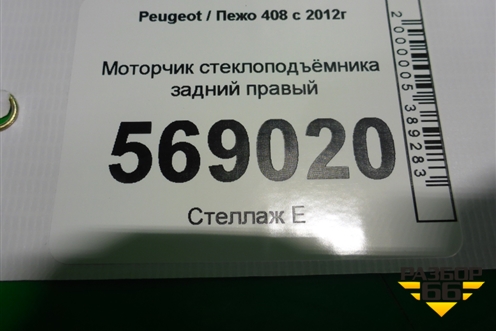 Peugeot / Пежо 408 с 2012г
Моторчик стеклоподъёмника
задний правый
569020
Стеллаж Е
2000005389283
РАЗБОР
66